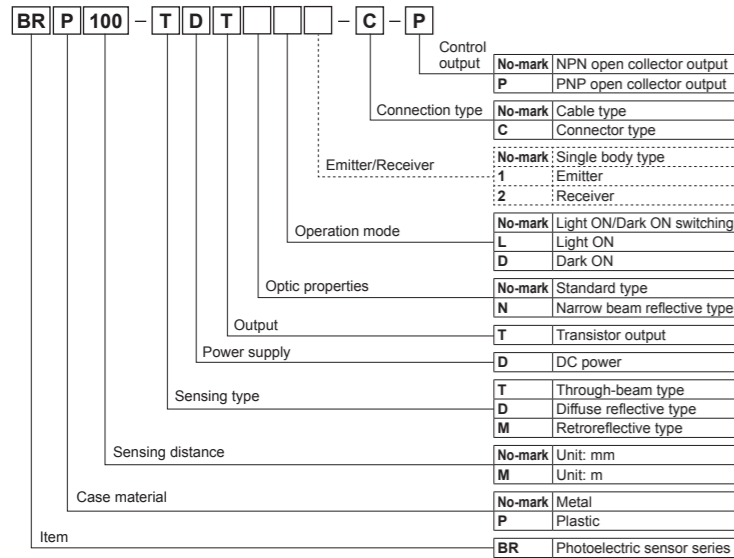 BR P 100 – T D T – C – P
Control
output
No-mark NPN open collector output
P PNP open collector output
Connection type
No-mark Cable type
C Connector type
Emitter/Receiver
No-mark Single body type
1 Emitter
2 Receiver
Operation mode
No-mark Light ON/Dark ON switching
L Light ON
D Dark ON
Optic properties
No-mark Standard type
N Narrow beam reflective type
Output
T Transistor output
Power supply
D DC power
Sensing type
T Through-beam type
D Diffuse reflective type
M Retroreflective type
Sensing distance
No-mark Unit: mm
M Unit: m
Case material
No-mark Metal
P Plastic
Item
BR Photoelectric sensor series